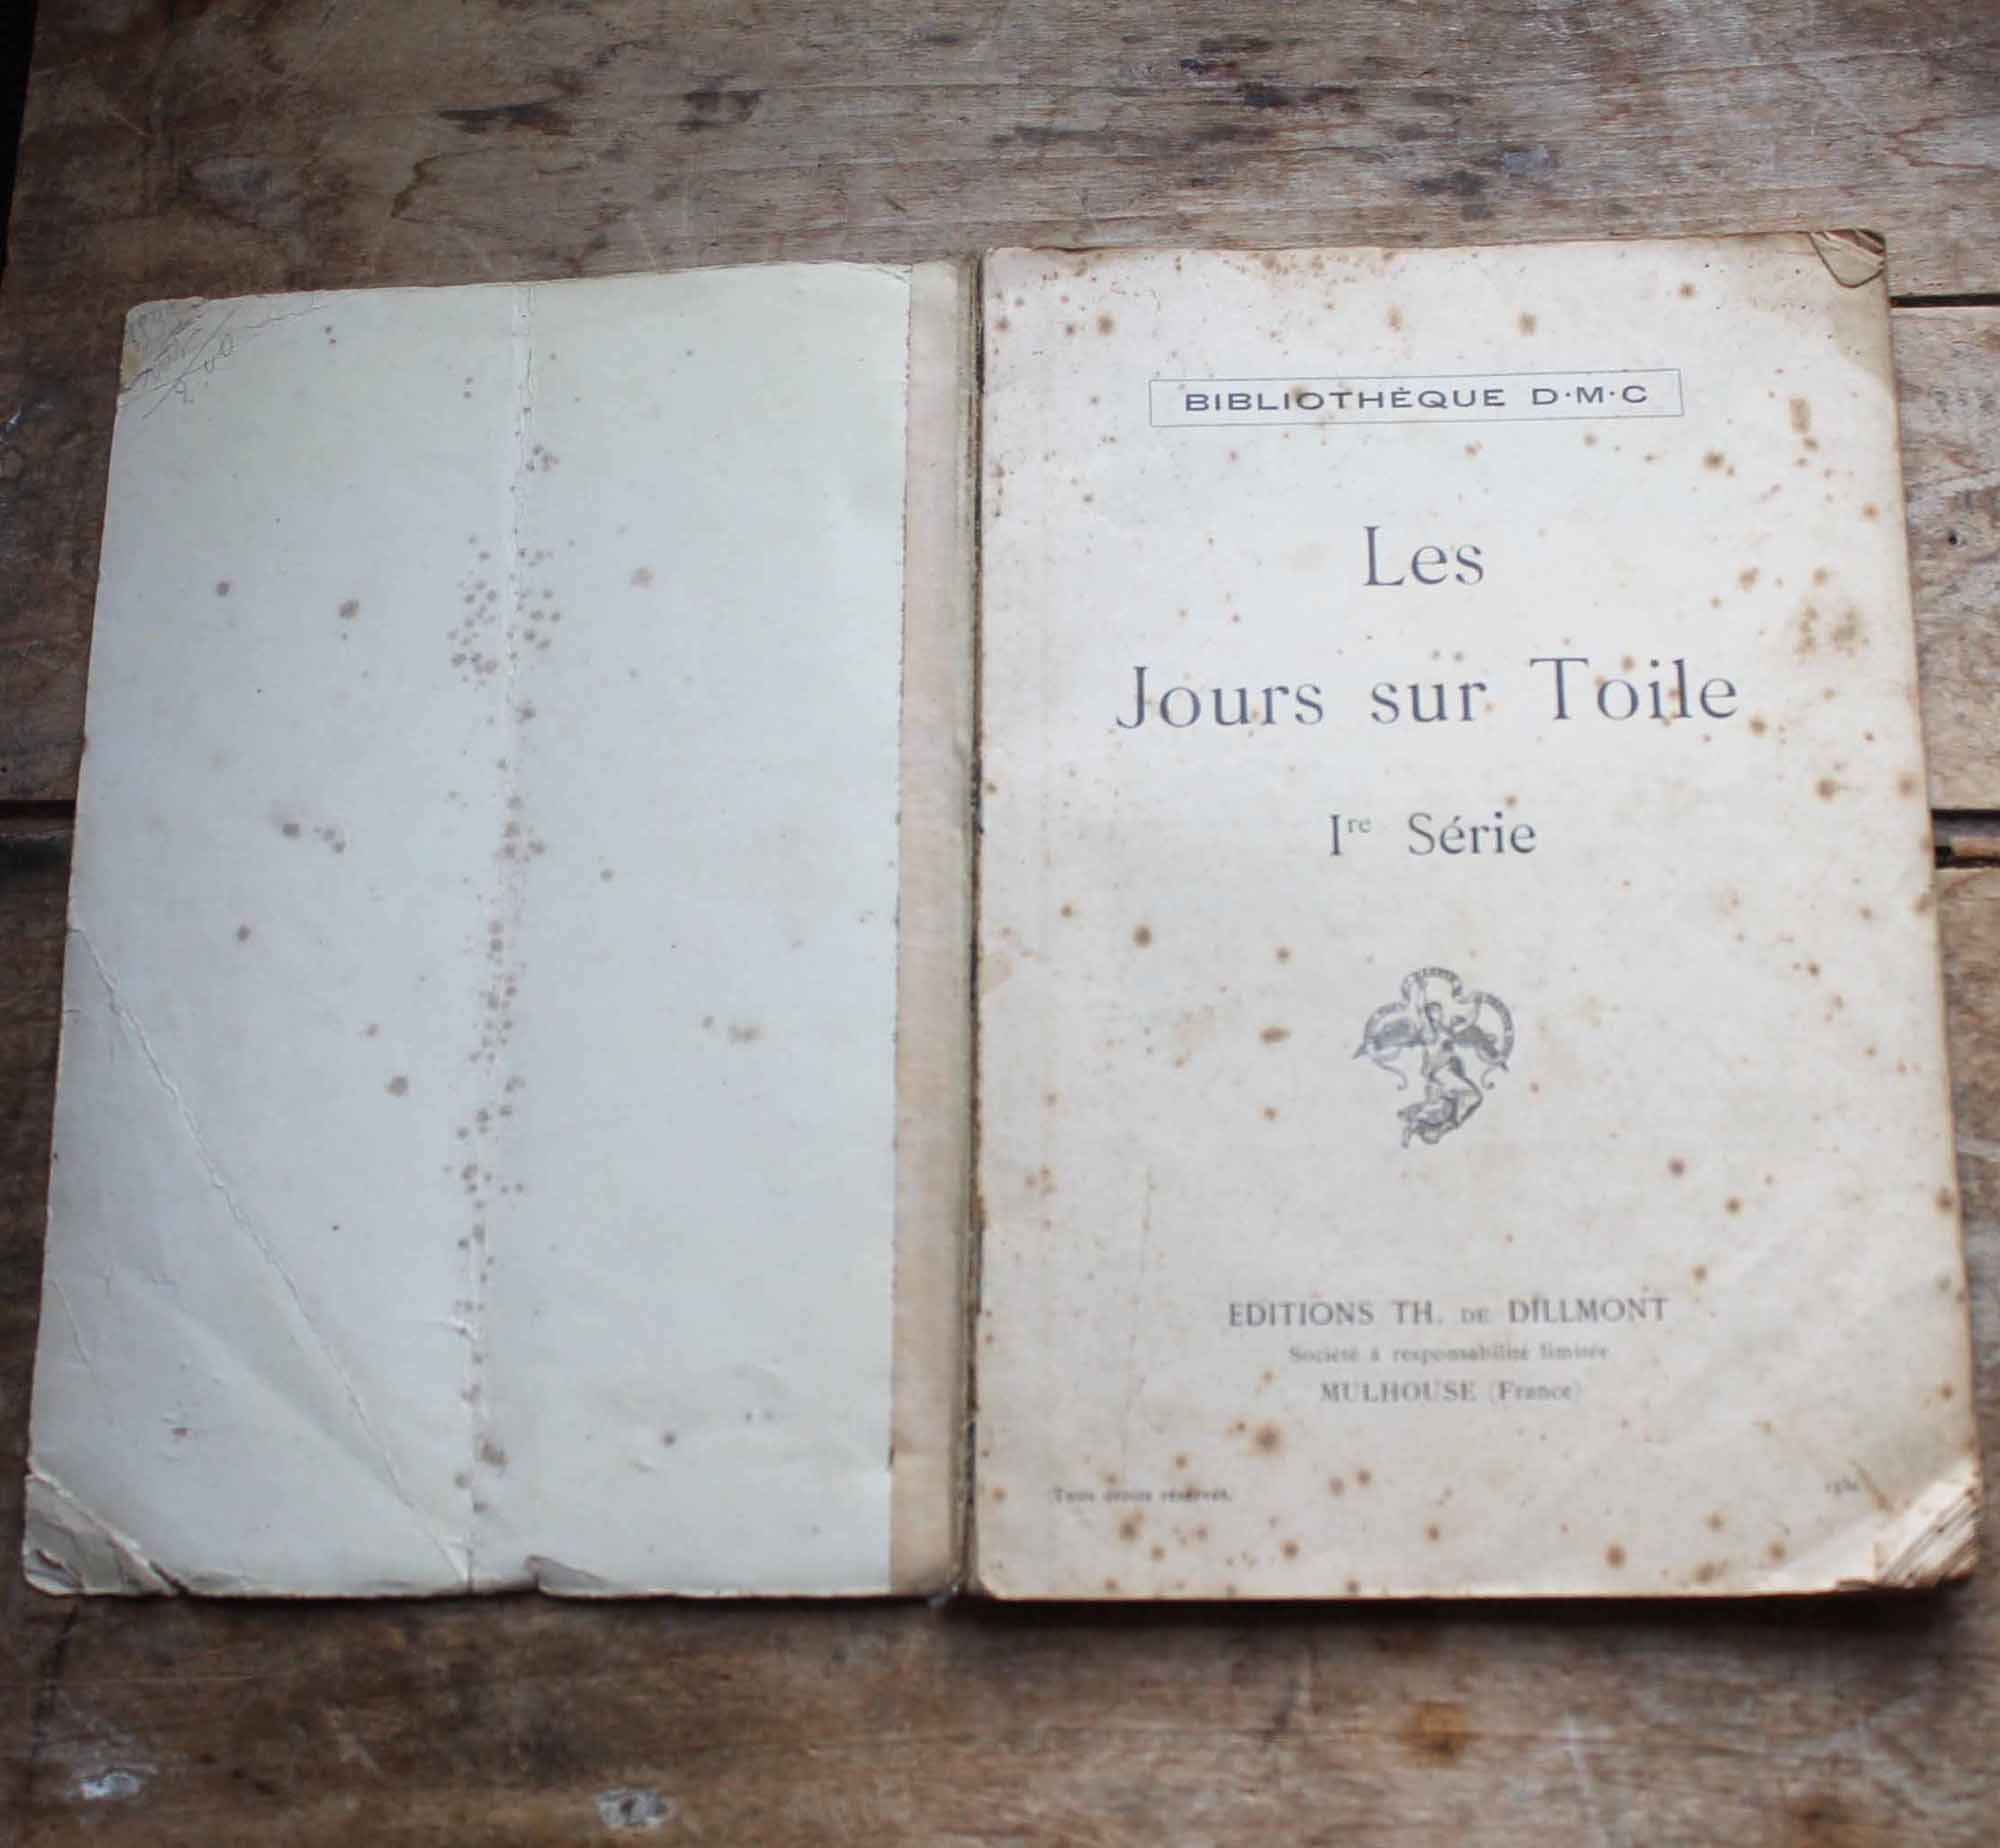 BIBLIOTHÈQUE D·M·C
Les
Jours sur Toile
Iʳᵉ Série
EDITIONS TH. DE DILLMONT
Société à responsabilité limitée
MULHOUSE (France)
Tous droits réservés.